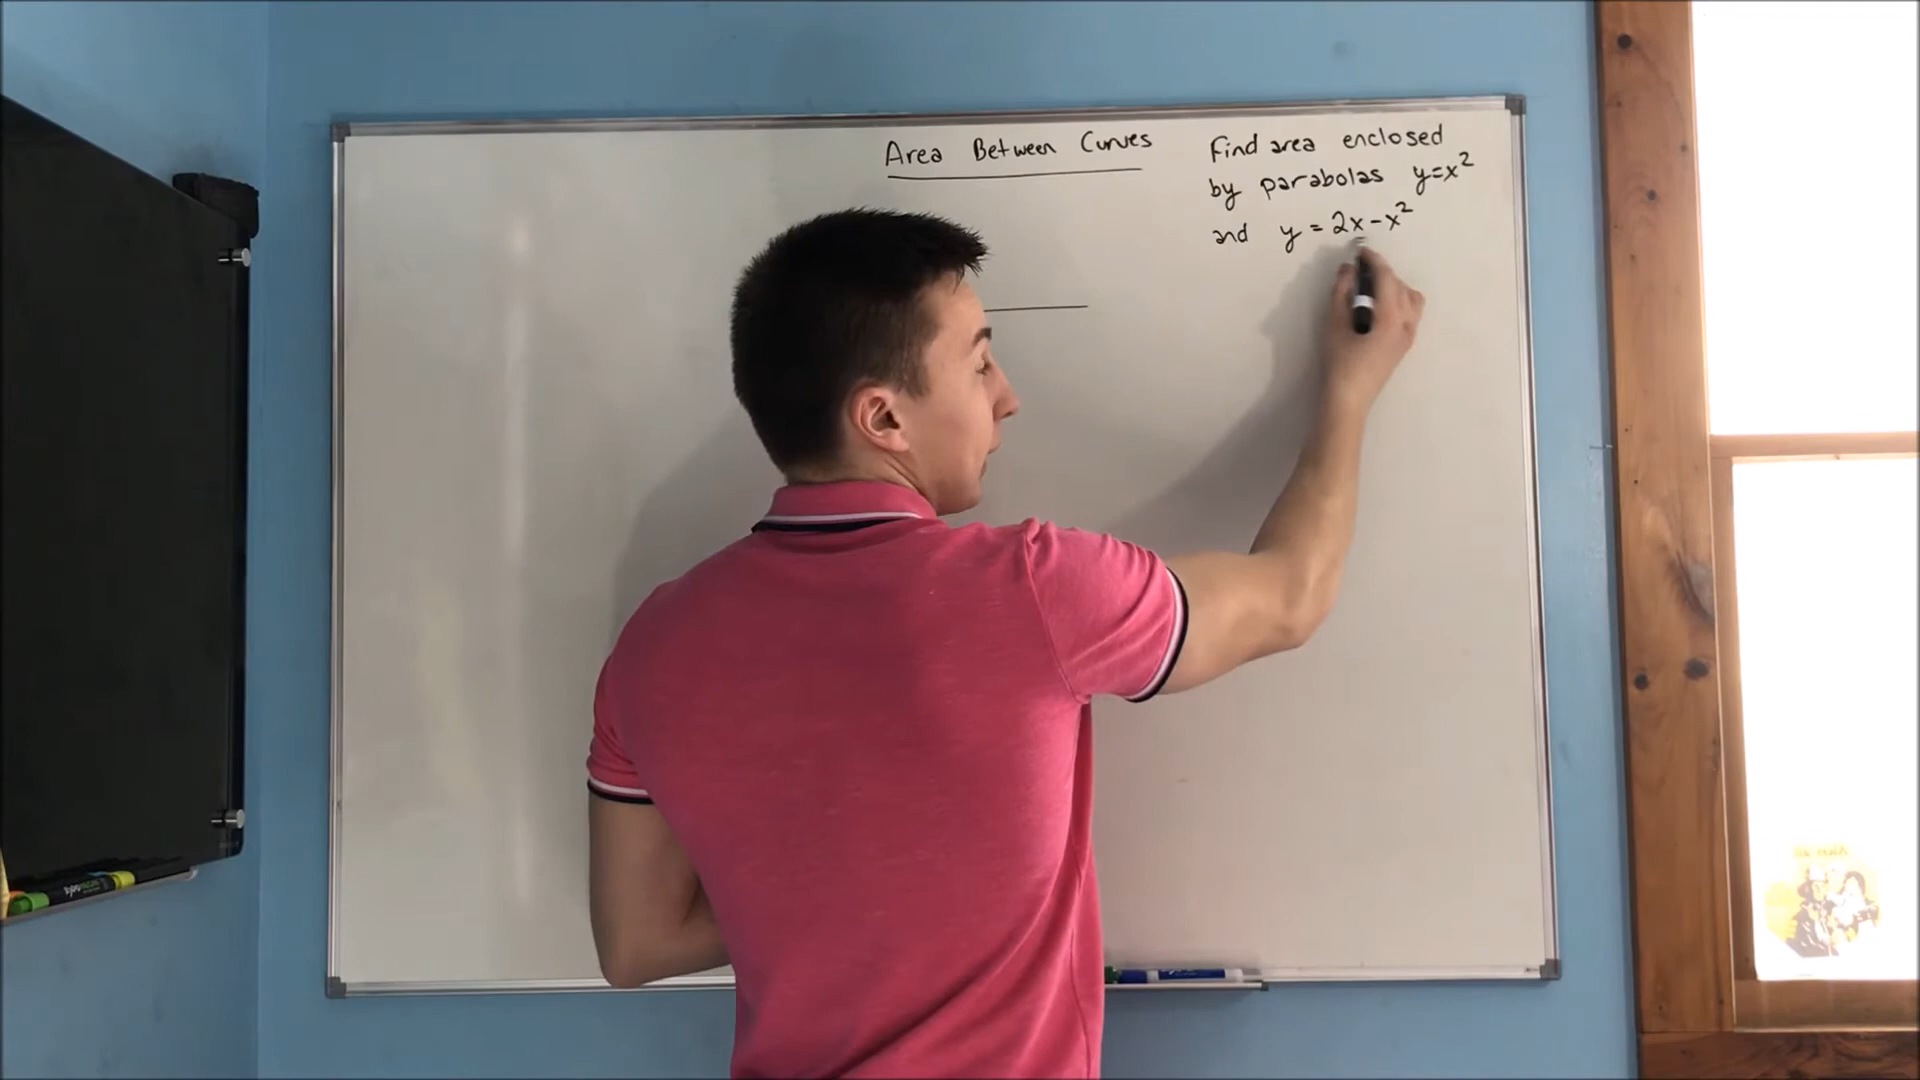 Area Between Curves
Find area enclosed
by parabolas y=x²
and y = 2x-x²